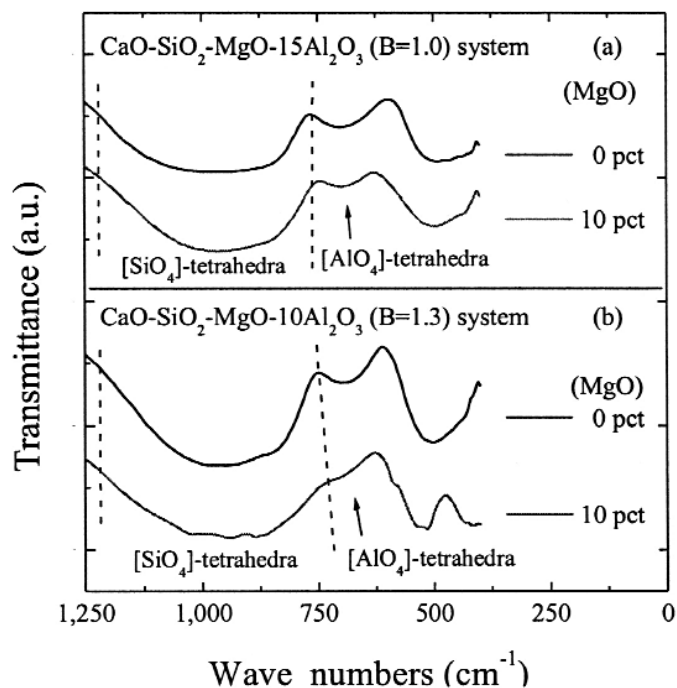 CaO-SiO₂-MgO-15Al₂O₃ (B=1.0) system (a)
(MgO)
0 pct
10 pct
[SiO₄]-tetrahedra [AlO₄]-tetrahedra
CaO-SiO₂-MgO-10Al₂O₃ (B=1.3) system (b)
(MgO)
0 pct
10 pct
[SiO₄]-tetrahedra [AlO₄]-tetrahedra
Transmittance (a.u.)
1,250 1,000 750 500 250 0
Wave numbers (cm⁻¹)